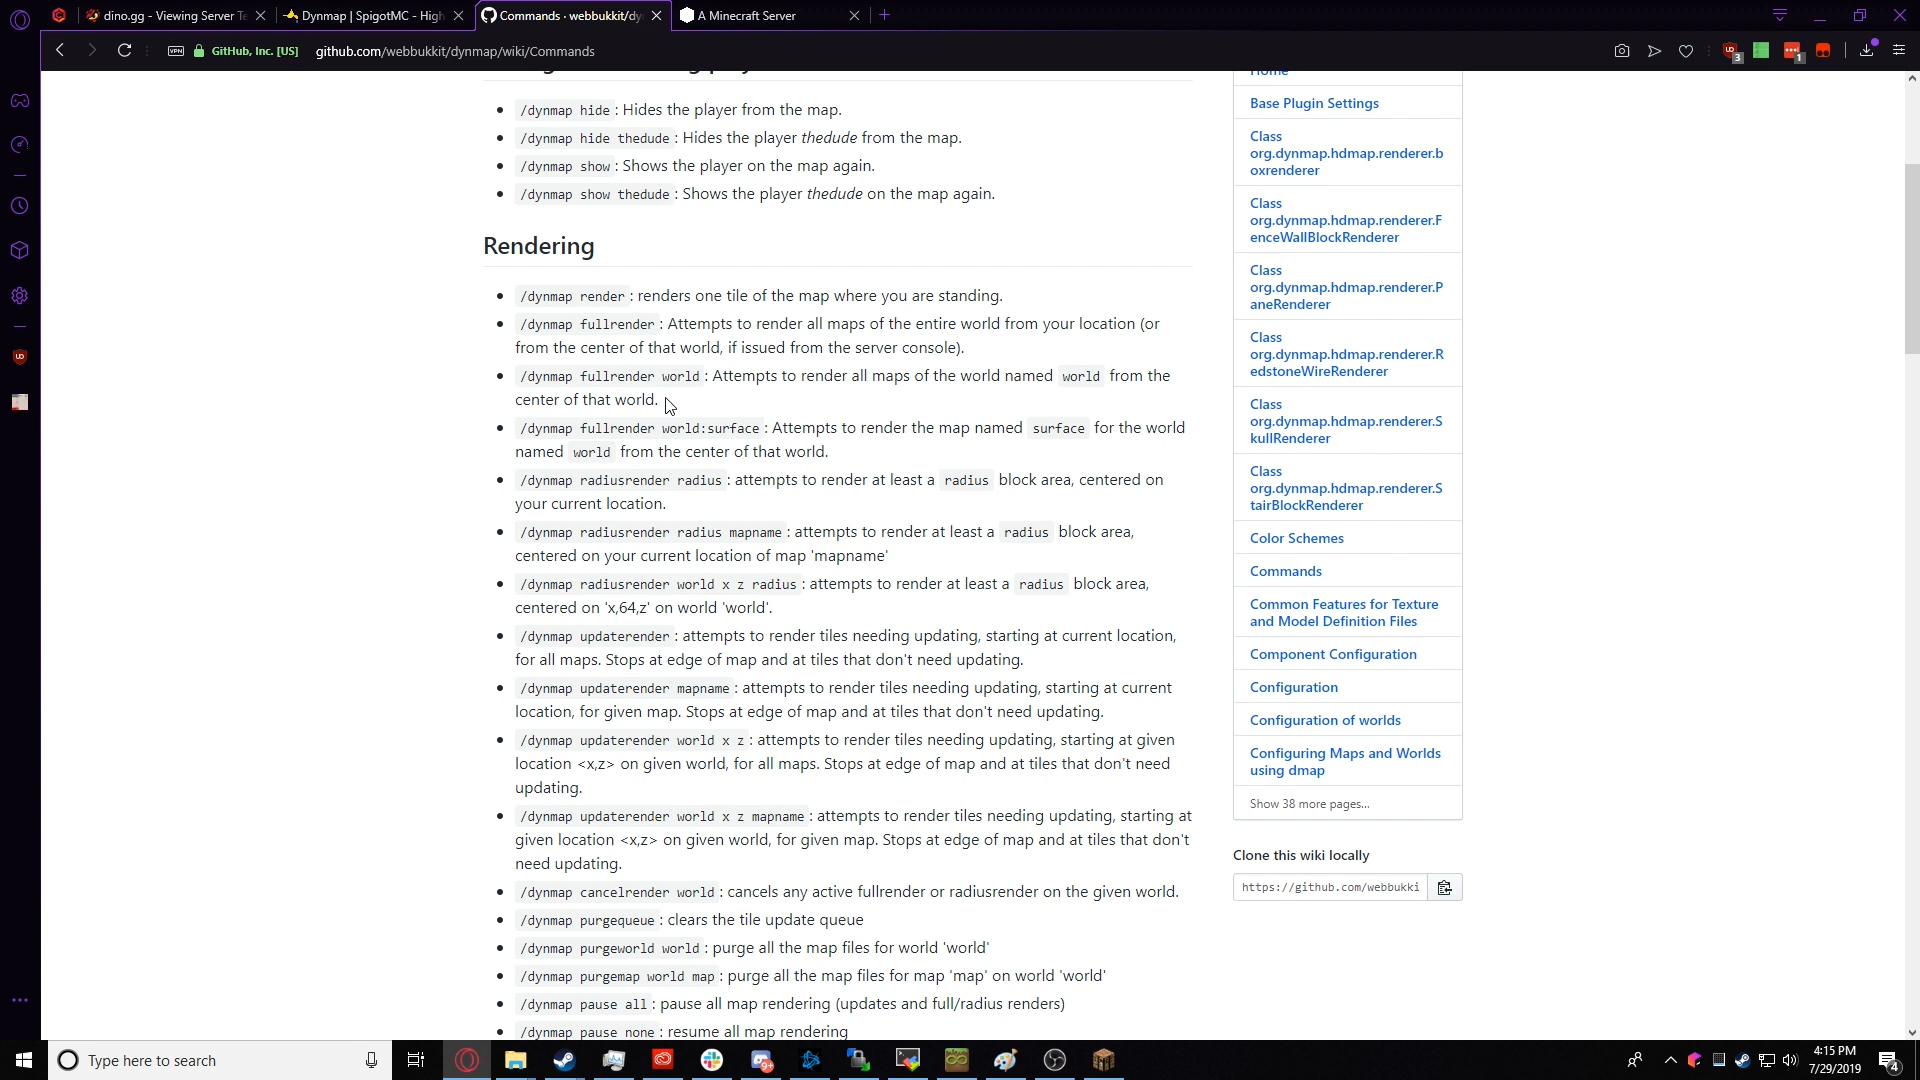 dino.gg - Viewing Server Te
Dynmap | SpigotMC - High
Commands · webbukkit/dy
A Minecraft Server
VPN
GitHub, Inc. [US]
github.com/webbukkit/dynmap/wiki/Commands
3
1
/dynmap hide : Hides the player from the map.
/dynmap hide thedude : Hides the player thedude from the map.
/dynmap show : Shows the player on the map again.
/dynmap show thedude : Shows the player thedude on the map again.
Rendering
/dynmap render : renders one tile of the map where you are standing.
/dynmap fullrender : Attempts to render all maps of the entire world from your location (or
from the center of that world, if issued from the server console).
/dynmap fullrender world : Attempts to render all maps of the world named world from the
center of that world.
/dynmap fullrender world:surface : Attempts to render the map named surface for the world
named world from the center of that world.
/dynmap radiusrender radius : attempts to render at least a radius block area, centered on
your current location.
/dynmap radiusrender radius mapname : attempts to render at least a radius block area,
centered on your current location of map 'mapname'
/dynmap radiusrender world x z radius : attempts to render at least a radius block area,
centered on 'x,64,z' on world 'world'.
/dynmap updaterender : attempts to render tiles needing updating, starting at current location,
for all maps. Stops at edge of map and at tiles that don't need updating.
/dynmap updaterender mapname : attempts to render tiles needing updating, starting at current
location, for given map. Stops at edge of map and at tiles that don't need updating.
/dynmap updaterender world x z : attempts to render tiles needing updating, starting at given
location <x,z> on given world, for all maps. Stops at edge of map and at tiles that don't need
updating.
/dynmap updaterender world x z mapname : attempts to render tiles needing updating, starting at
given location <x,z> on given world, for given map. Stops at edge of map and at tiles that don't
need updating.
/dynmap cancelrender world : cancels any active fullrender or radiusrender on the given world.
/dynmap purgequeue : clears the tile update queue
/dynmap purgeworld world : purge all the map files for world 'world'
/dynmap purgemap world map : purge all the map files for map 'map' on world 'world'
/dynmap pause all : pause all map rendering (updates and full/radius renders)
/dynmap pause none : resume all map rendering
Home
Base Plugin Settings
Class
org.dynmap.hdmap.renderer.b
oxrenderer
Class
org.dynmap.hdmap.renderer.F
enceWallBlockRenderer
Class
org.dynmap.hdmap.renderer.P
aneRenderer
Class
org.dynmap.hdmap.renderer.R
edstoneWireRenderer
Class
org.dynmap.hdmap.renderer.S
kullRenderer
Class
org.dynmap.hdmap.renderer.S
tairBlockRenderer
Color Schemes
Commands
Common Features for Texture
and Model Definition Files
Component Configuration
Configuration
Configuration of worlds
Configuring Maps and Worlds
using dmap
Show 38 more pages...
Clone this wiki locally
https://github.com/webbukki
Type here to search
9+
4:15 PM
7/29/2019
4